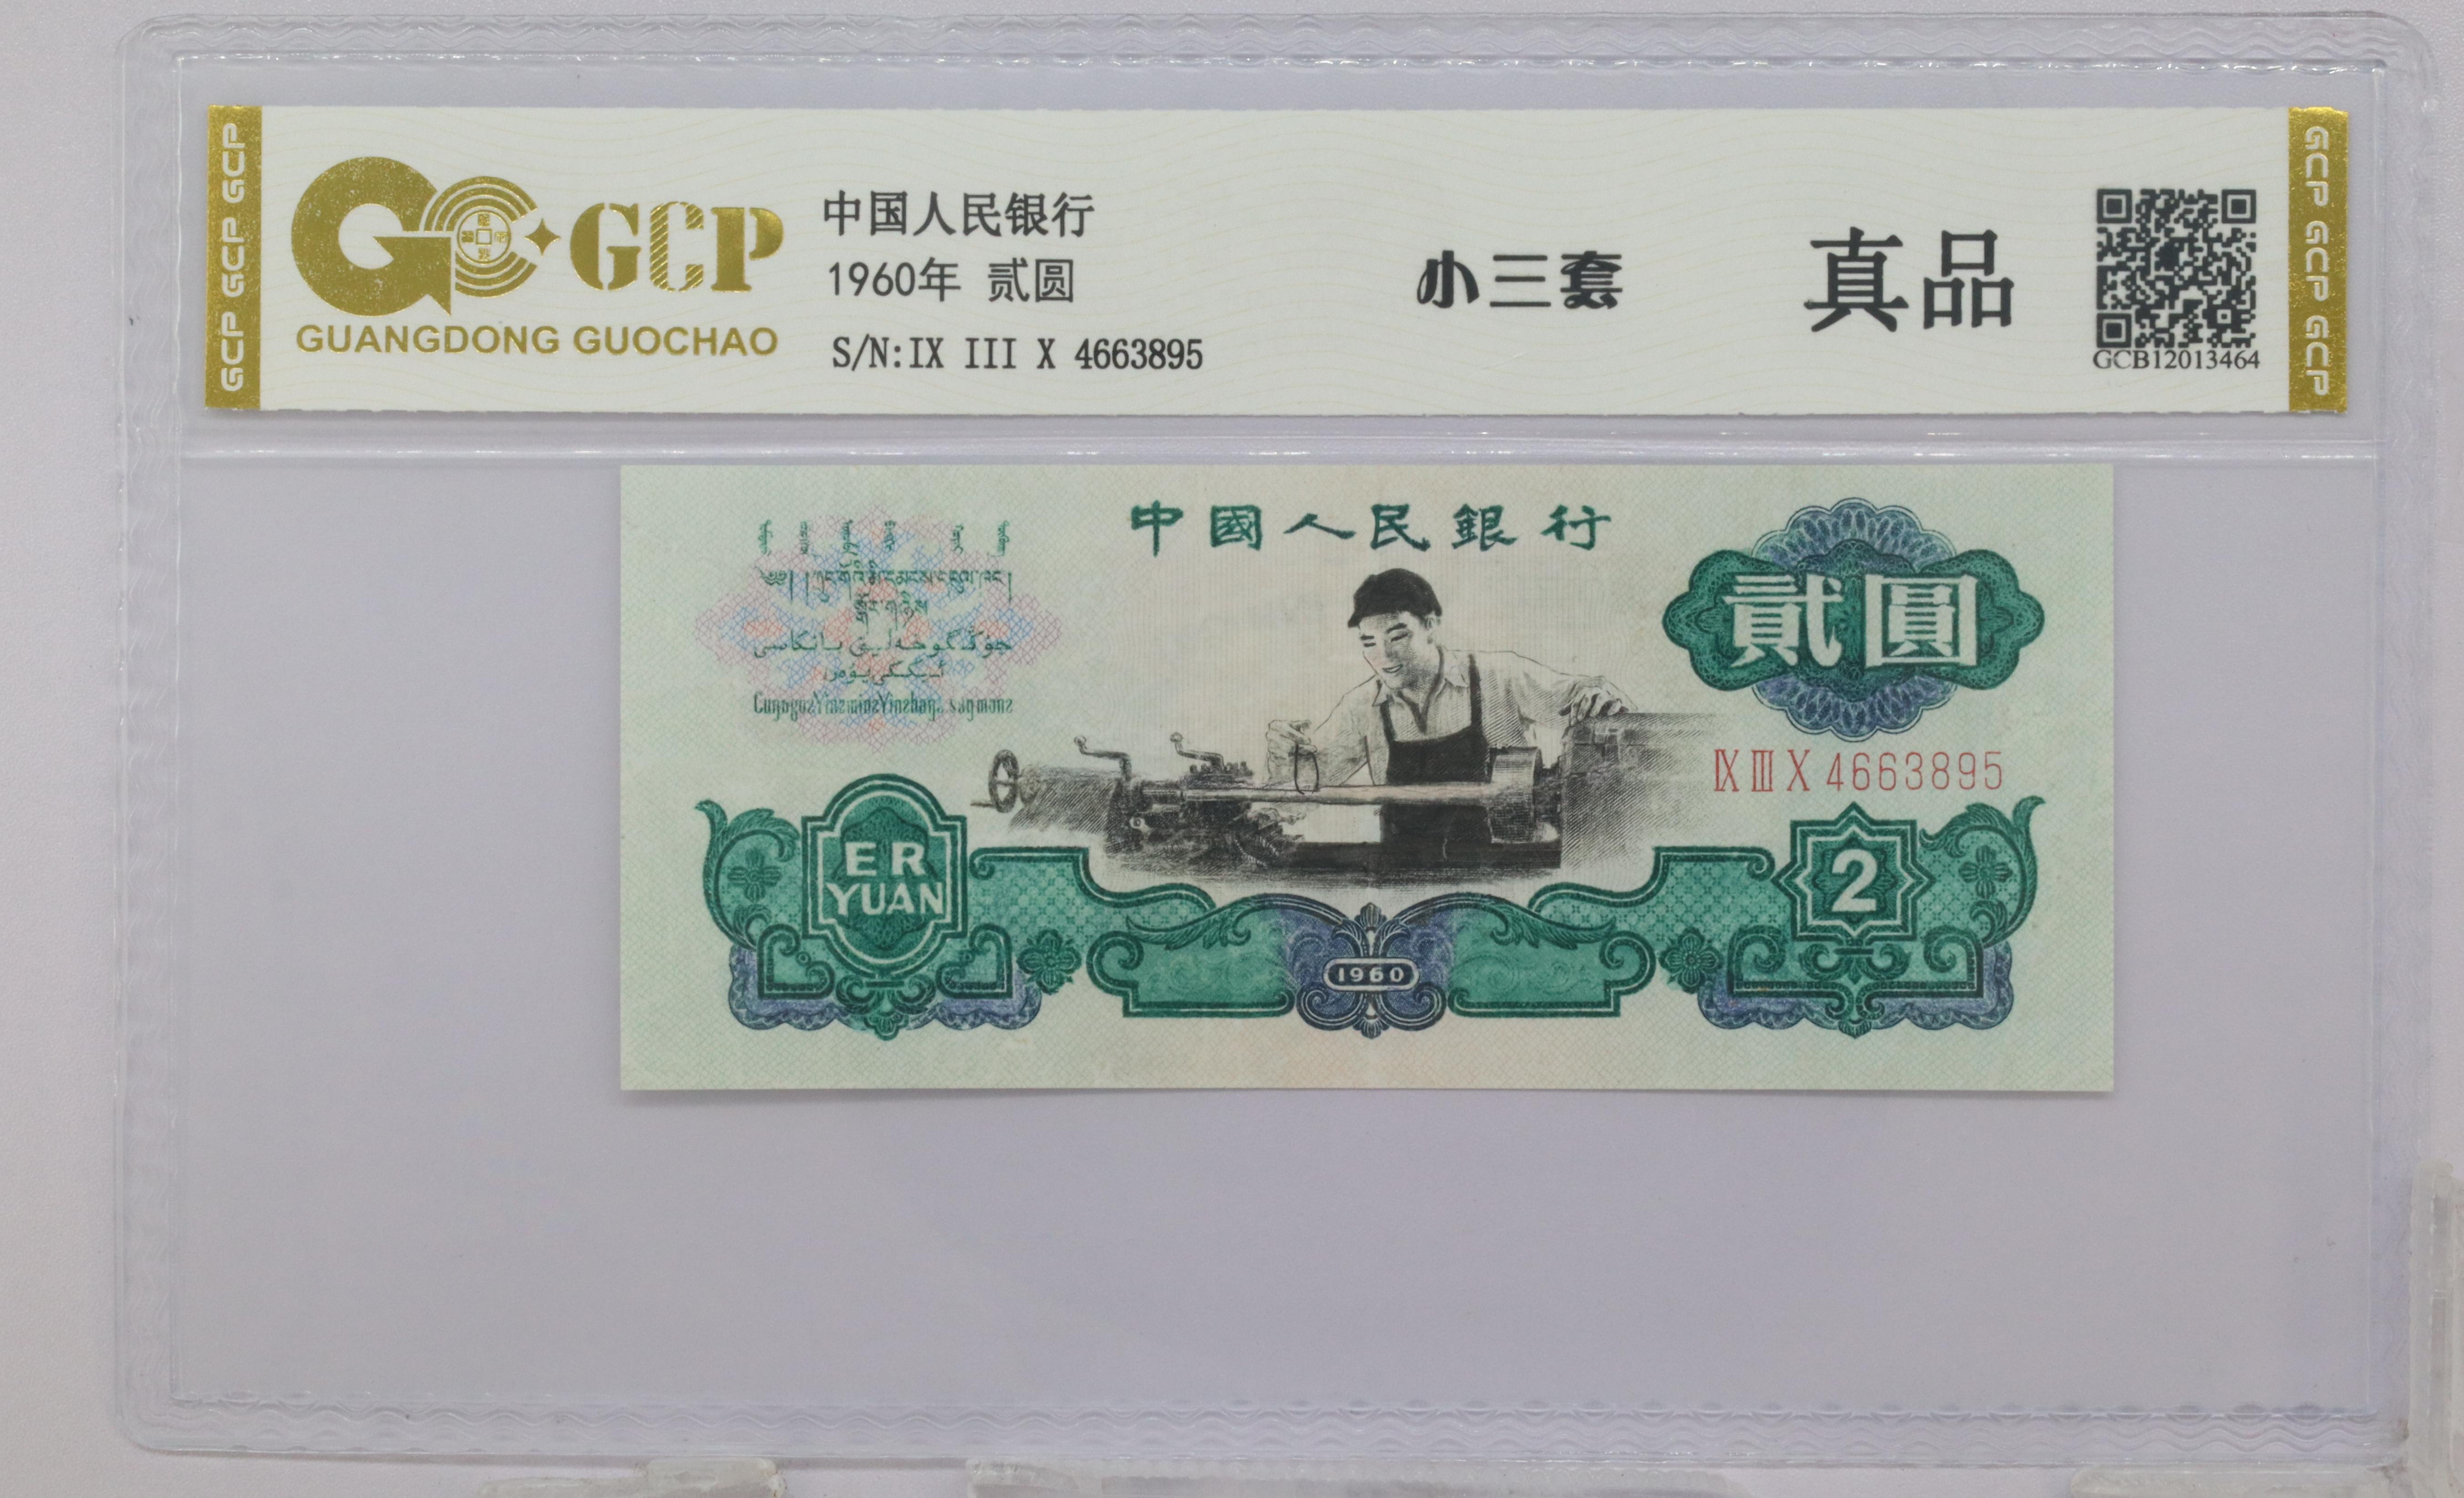 GCP GCP GCP
GCP
GUANGDONG GUOCHAO
中国人民银行
1960年 贰圆
S/N:IX III X 4663895
小三套
真品
GCB12013464
GCP GCP GCP
中國人民銀行
貳圓
IX III X 4663895
ER
YUAN
1960
2